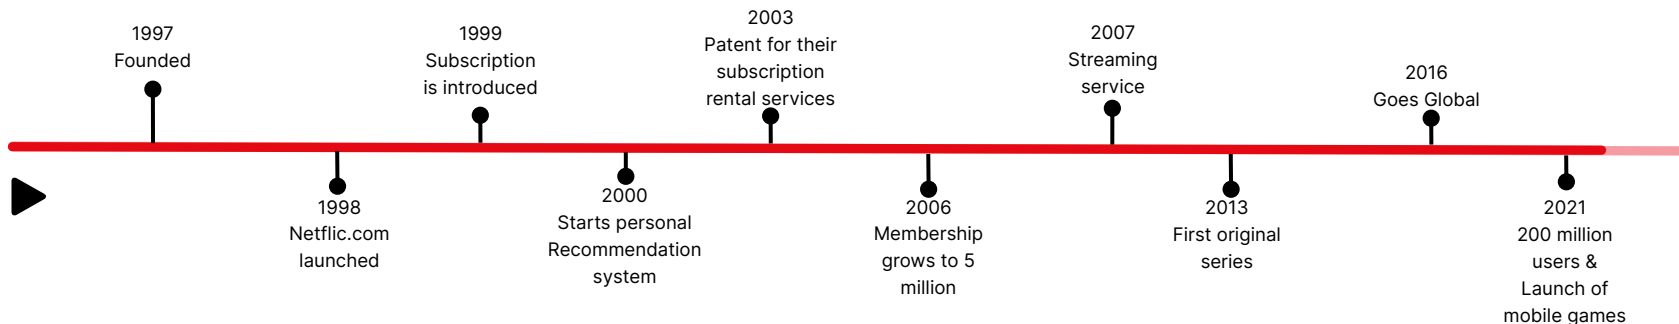 1997
Founded
1998
Netflic.com
launched
1999
Subscription
is introduced
2000
Starts personal
Recommendation
system
2003
Patent for their
subscription
rental services
2006
Membership
grows to 5
million
2007
Streaming
service
2013
First original
series
2016
Goes Global
2021
200 million
users &
Launch of
mobile games